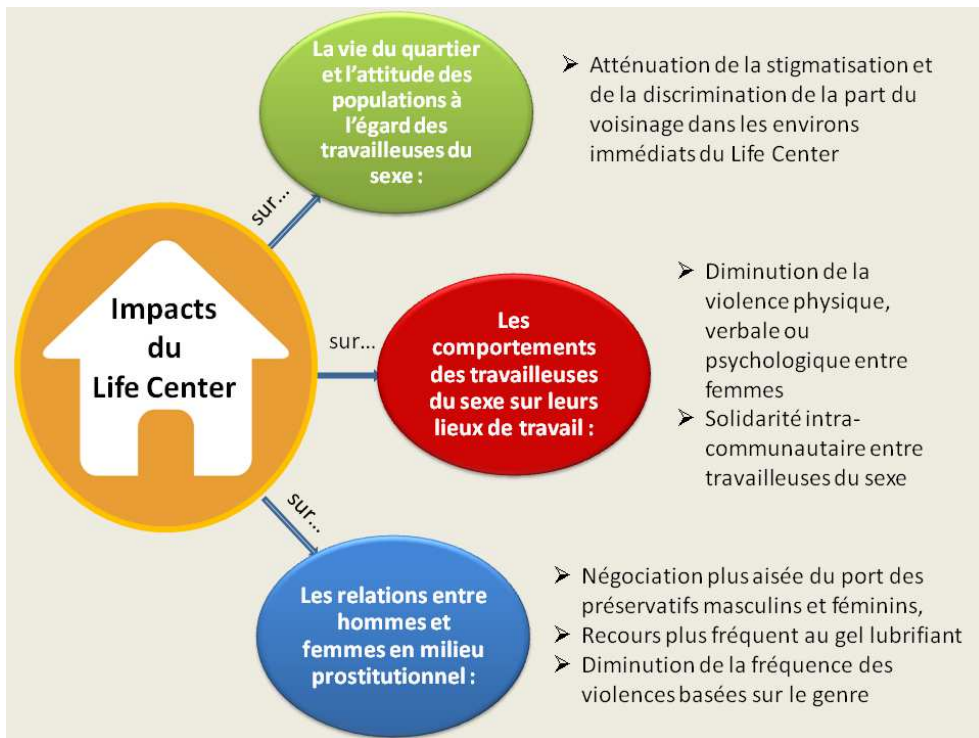 Impacts
du
Life Center
sur...
La vie du quartier
et l'attitude des
populations à
l'égard des
travailleuses du
sexe :
➤ Atténuation de la stigmatisation et
de la discrimination de la part du
voisinage dans les environs
immédiats du Life Center
sur...
Les
comportements
des travailleuses
du sexe sur leurs
lieux de travail :
➤ Diminution de la
violence physique,
verbale ou
psychologique entre
femmes
➤ Solidarité intra-
communautaire entre
travailleuses du sexe
sur...
Les relations entre
hommes et
femmes en milieu
prostitutionnel :
➤ Négociation plus aisée du port des
préservatifs masculins et féminins,
➤ Recours plus fréquent au gel lubrifiant
➤ Diminution de la fréquence des
violences basées sur le genre